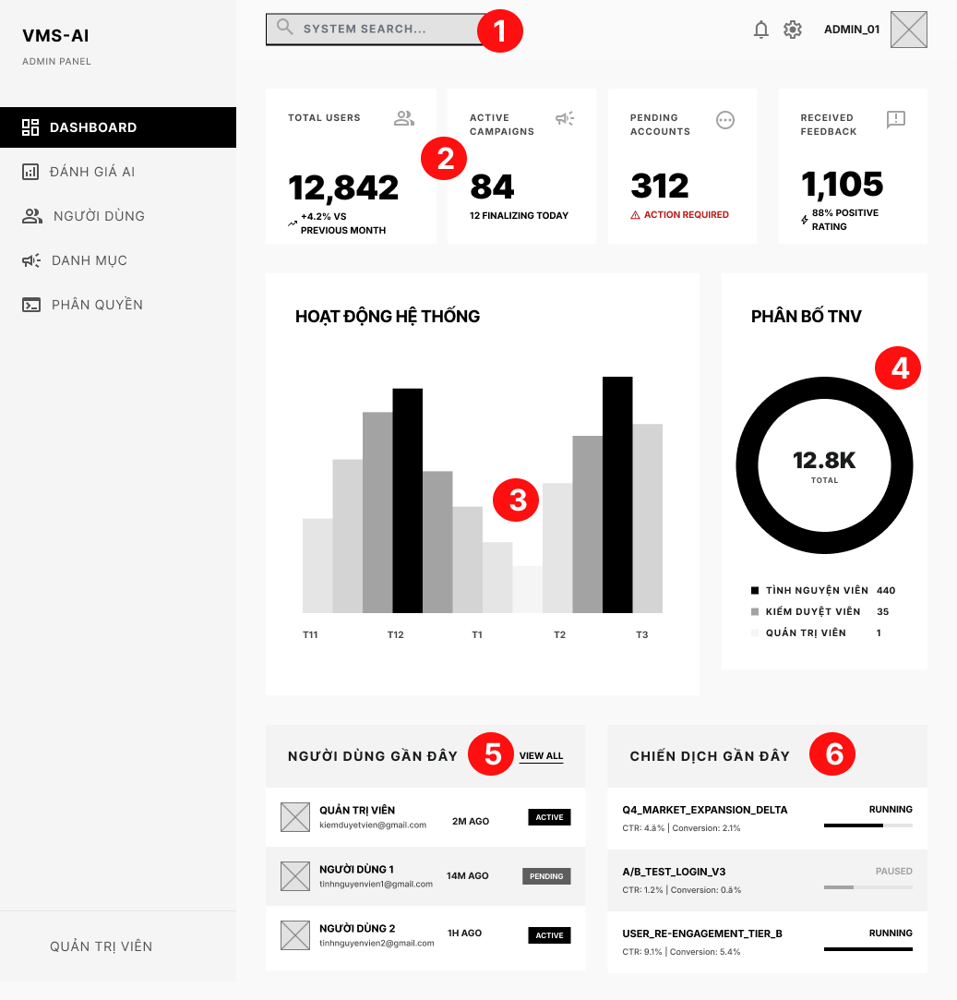 VMS-AI
ADMIN PANEL
DASHBOARD
ĐÁNH GIÁ AI
NGƯỜI DÙNG
DANH MỤC
PHÂN QUYỀN
QUẢN TRỊ VIÊN
SYSTEM SEARCH...
1
ADMIN_01
TOTAL USERS
12,842
+4.2% VS
PREVIOUS MONTH
2
ACTIVE
CAMPAIGNS
84
12 FINALIZING TODAY
PENDING
ACCOUNTS
312
ACTION REQUIRED
RECEIVED
FEEDBACK
1,105
88% POSITIVE
RATING
HOẠT ĐỘNG HỆ THỐNG
3
T11 T12 T1 T2 T3
PHÂN BỐ TNV
4
12.8K
TOTAL
TÌNH NGUYỆN VIÊN 440
KIỂM DUYỆT VIÊN 35
QUẢN TRỊ VIÊN 1
NGƯỜI DÙNG GẦN ĐÂY 5 VIEW ALL
QUẢN TRỊ VIÊN
kiemduyetvien@gmail.com
2M AGO
ACTIVE
NGƯỜI DÙNG 1
tinhnguyenvien1@gmail.com
14M AGO
PENDING
NGƯỜI DÙNG 2
tinhnguyenvien2@gmail.com
1H AGO
ACTIVE
CHIẾN DỊCH GẦN ĐÂY 6
Q4_MARKET_EXPANSION_DELTA
RUNNING
CTR: 4.ä% | Conversion: 2.1%
A/B_TEST_LOGIN_V3
PAUSED
CTR: 1.2% | Conversion: 0.ä%
USER_RE-ENGAGEMENT_TIER_B
RUNNING
CTR: 9.1% | Conversion: 5.4%